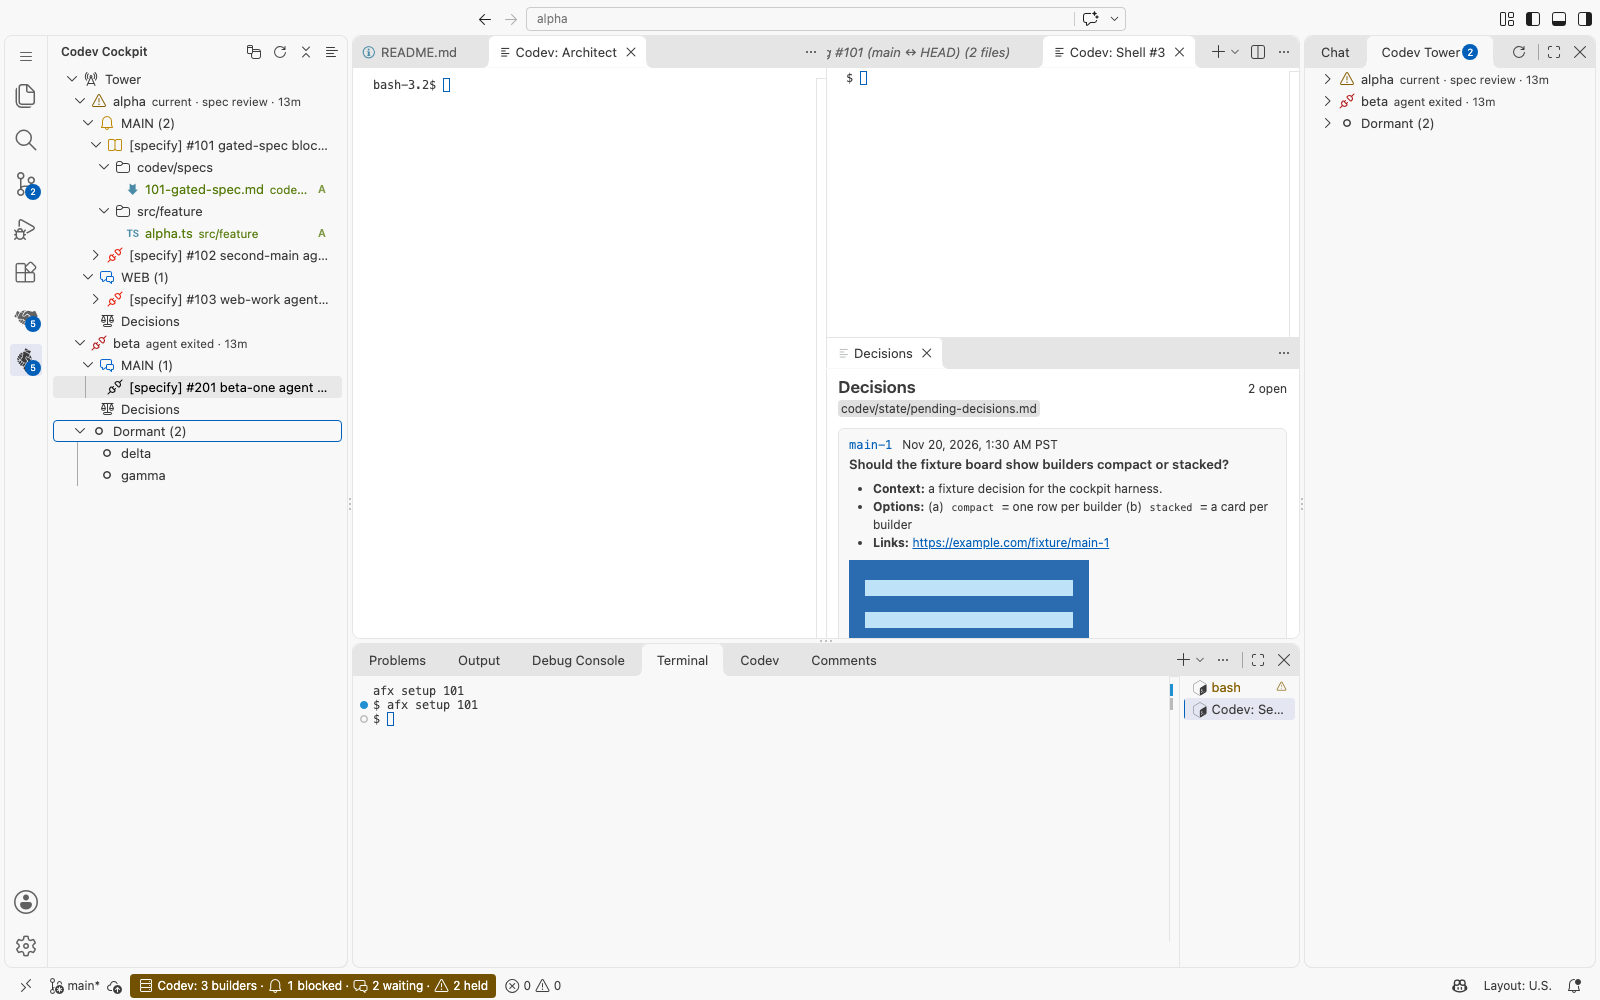 alpha
Codev Cockpit
Tower
alpha current · spec review · 13m
MAIN (2)
[specify] #101 gated-spec bloc...
codev/specs
101-gated-spec.md code... A
src/feature
TS alpha.ts src/feature A
[specify] #102 second-main ag...
WEB (1)
[specify] #103 web-work agent...
Decisions
beta agent exited · 13m
MAIN (1)
[specify] #201 beta-one agent ...
Decisions
Dormant (2)
delta
gamma
2
5
5
README.md
Codev: Architect
bash-3.2$
#101 (main ↔ HEAD) (2 files)
Codev: Shell #3
$
Decisions
Decisions
2 open
codev/state/pending-decisions.md
main-1 Nov 20, 2026, 1:30 AM PST
Should the fixture board show builders compact or stacked?
• Context: a fixture decision for the cockpit harness.
• Options: (a) compact = one row per builder (b) stacked = a card per
builder
• Links: https://example.com/fixture/main-1
Problems
Output
Debug Console
Terminal
Codev
Comments
afx setup 101
$ afx setup 101
$
bash
Codev: Se...
Chat
Codev Tower 2
alpha current · spec review · 13m
beta agent exited · 13m
Dormant (2)
main*
Codev: 3 builders · 1 blocked · 2 waiting · 2 held
0 0
Layout: U.S.